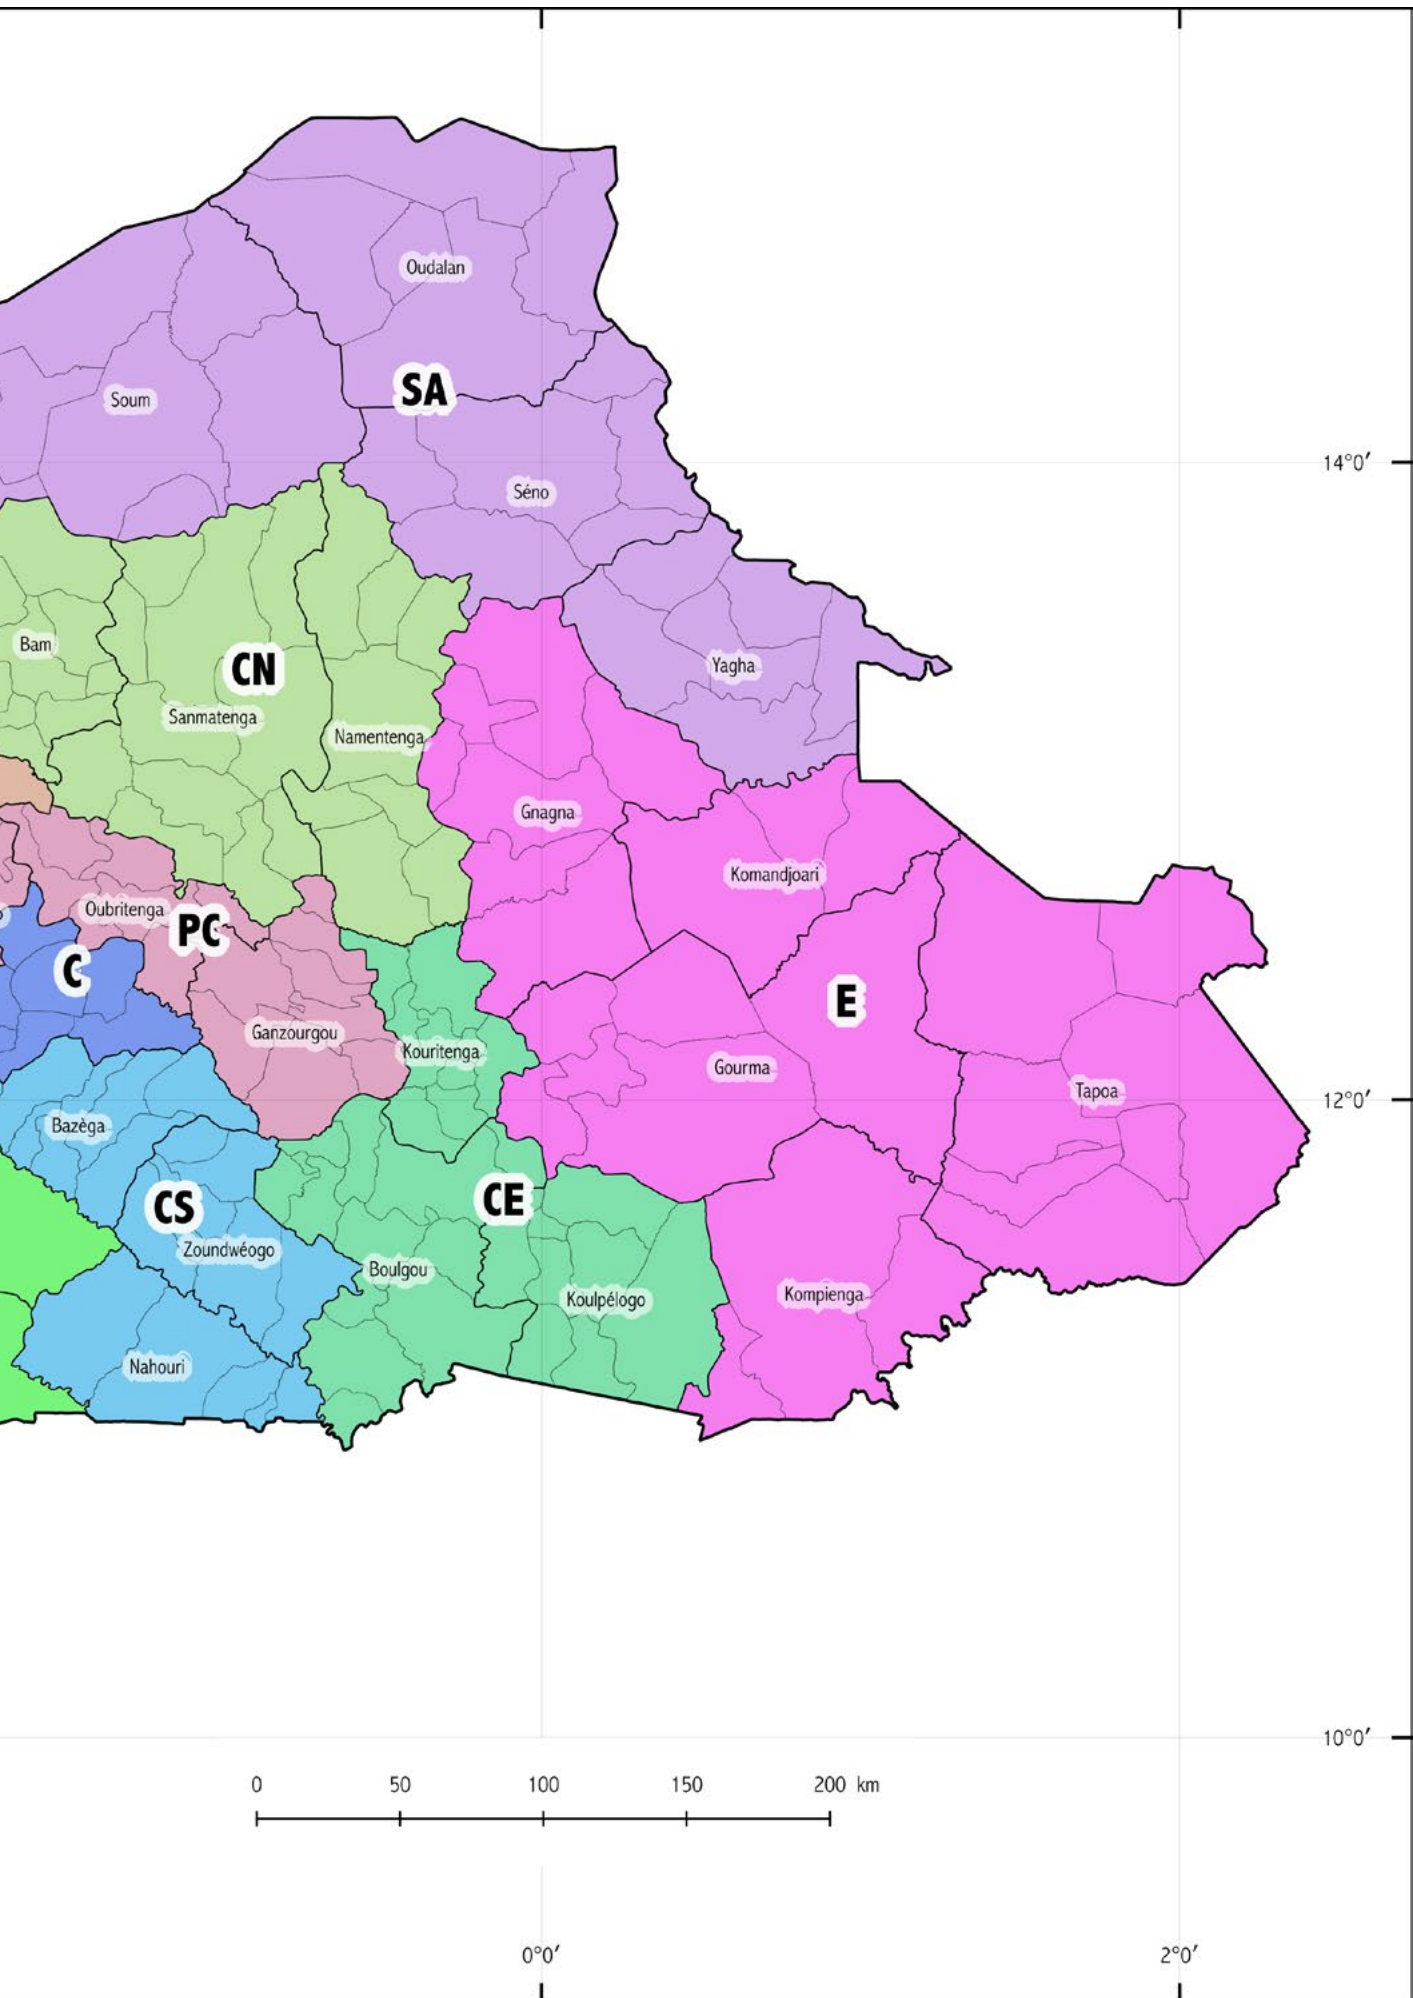 Oudalan
SA
Soum
14°0′
Séno
Bam
Yagha
CN
Sanmatenga
Namentenga
Gnagna
Komandjoari
Oubritenga
PC
C
E
Ganzourgou
Kouritenga
Gourma
Tapoa
12°0′
Bazèga
CE
CS
Zoundwéogo
Boulgou
Kompienga
Koulpélogo
Nahouri
10°0′
0 50 100 150 200 km
0°0′ 2°0′